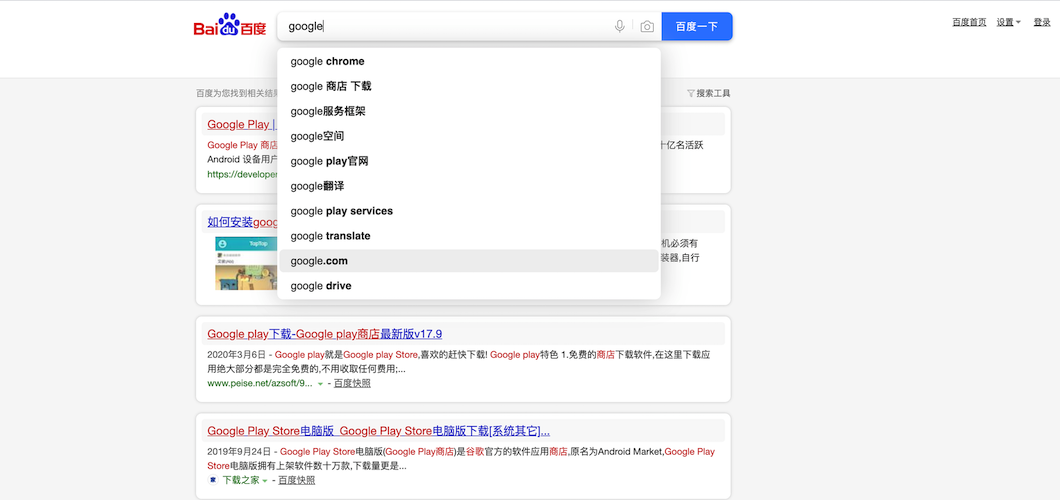 Bai du 百度
google
百度一下
百度首页 设置 登录
google chrome
google 商店 下载
google服务框架
google空间
google play官网
google翻译
google play services
google translate
google.com
google drive
百度为您找到相关结
搜索工具
Google Play |
Google Play 商店
十亿名活跃
Android 设备用户
https://develope
如何安装goog
机必须有
装器,自行
TapTap
Google play下载-Google play商店最新版v17.9
2020年3月6日 - Google play就是Google play Store,喜欢的赶快下载! Google play特色 1.免费的商店下载软件,在这里下载应
用绝大部分都是完全免费的,不用收取任何费用;...
www.peise.net/azsoft/9... - 百度快照
Google Play Store电脑版_Google Play Store电脑版下载[系统其它]...
2019年9月24日 - Google Play Store电脑版(Google Play商店)是谷歌官方的软件应用商店,原名为Android Market,Google Play
Store电脑版拥有上架软件数十万款,下载量更是...
下载之家 - 百度快照